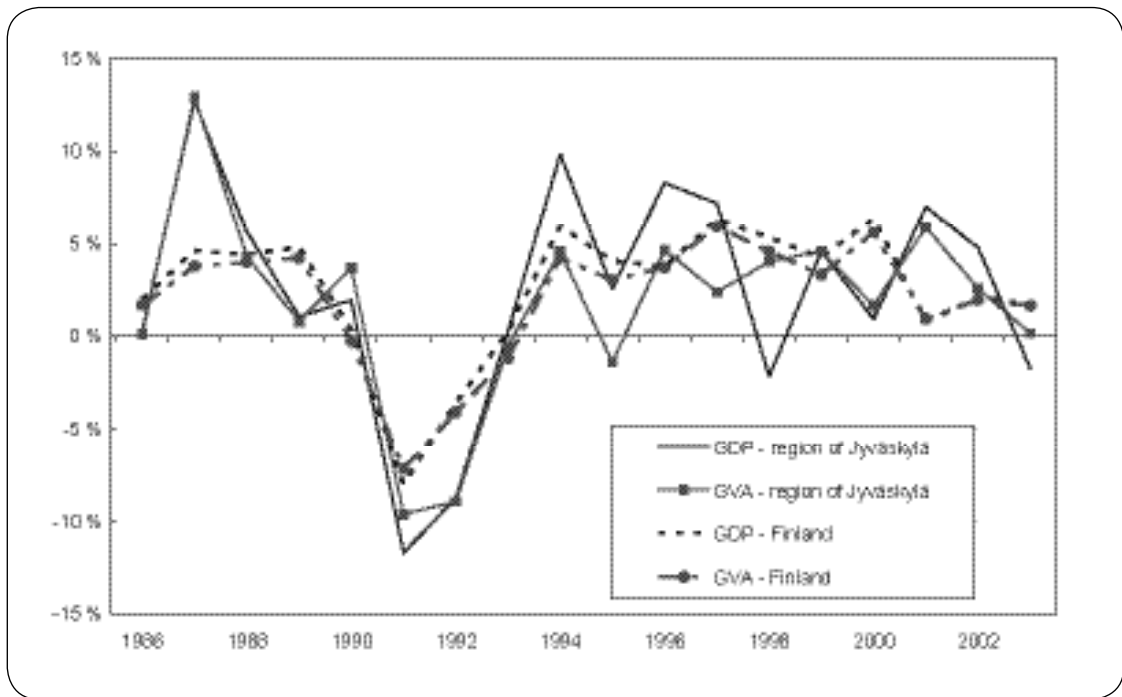 15 %
10 %
5 %
0 %
-5 %
-10 %
-15 %
1986 1988 1990 1992 1994 1996 1998 2000 2002
GDP - region of Jyväskylä
GVA - region of Jyväskylä
GDP - Finland
GVA - Finland